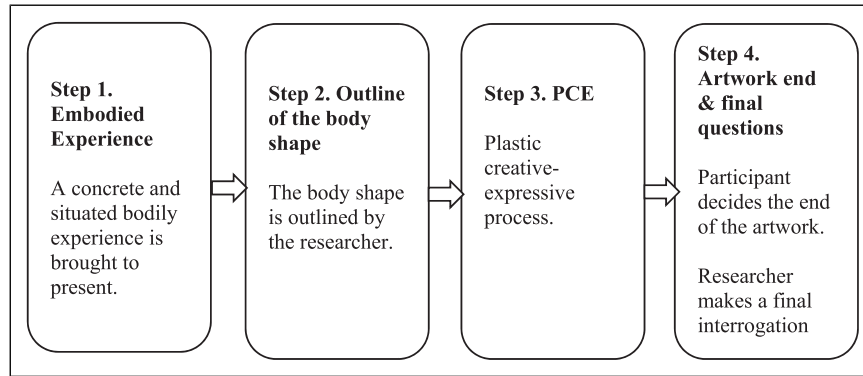 Step 1.
Embodied
Experience
A concrete and
situated bodily
experience is
brought to
present.
Step 2. Outline
of the body
shape
The body shape
is outlined by
the researcher.
Step 3. PCE
Plastic
creative-
expressive
process.
Step 4.
Artwork end
& final
questions
Participant
decides the end
of the artwork.
Researcher
makes a final
interrogation